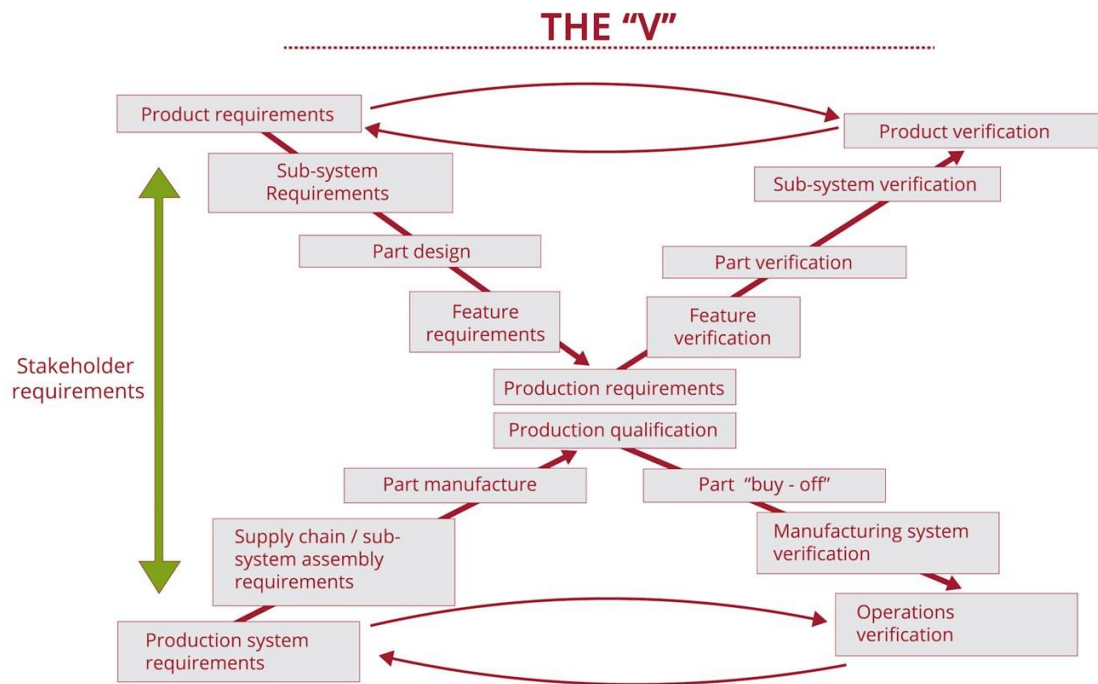 THE “V”
Product requirements
Product verification
Sub-system
Requirements
Sub-system verification
Part design
Part verification
Feature
requirements
Feature
verification
Stakeholder
requirements
Production requirements
Production qualification
Part manufacture
Part “buy - off”
Supply chain / sub-
system assembly
requirements
Manufacturing system
verification
Production system
requirements
Operations
verification